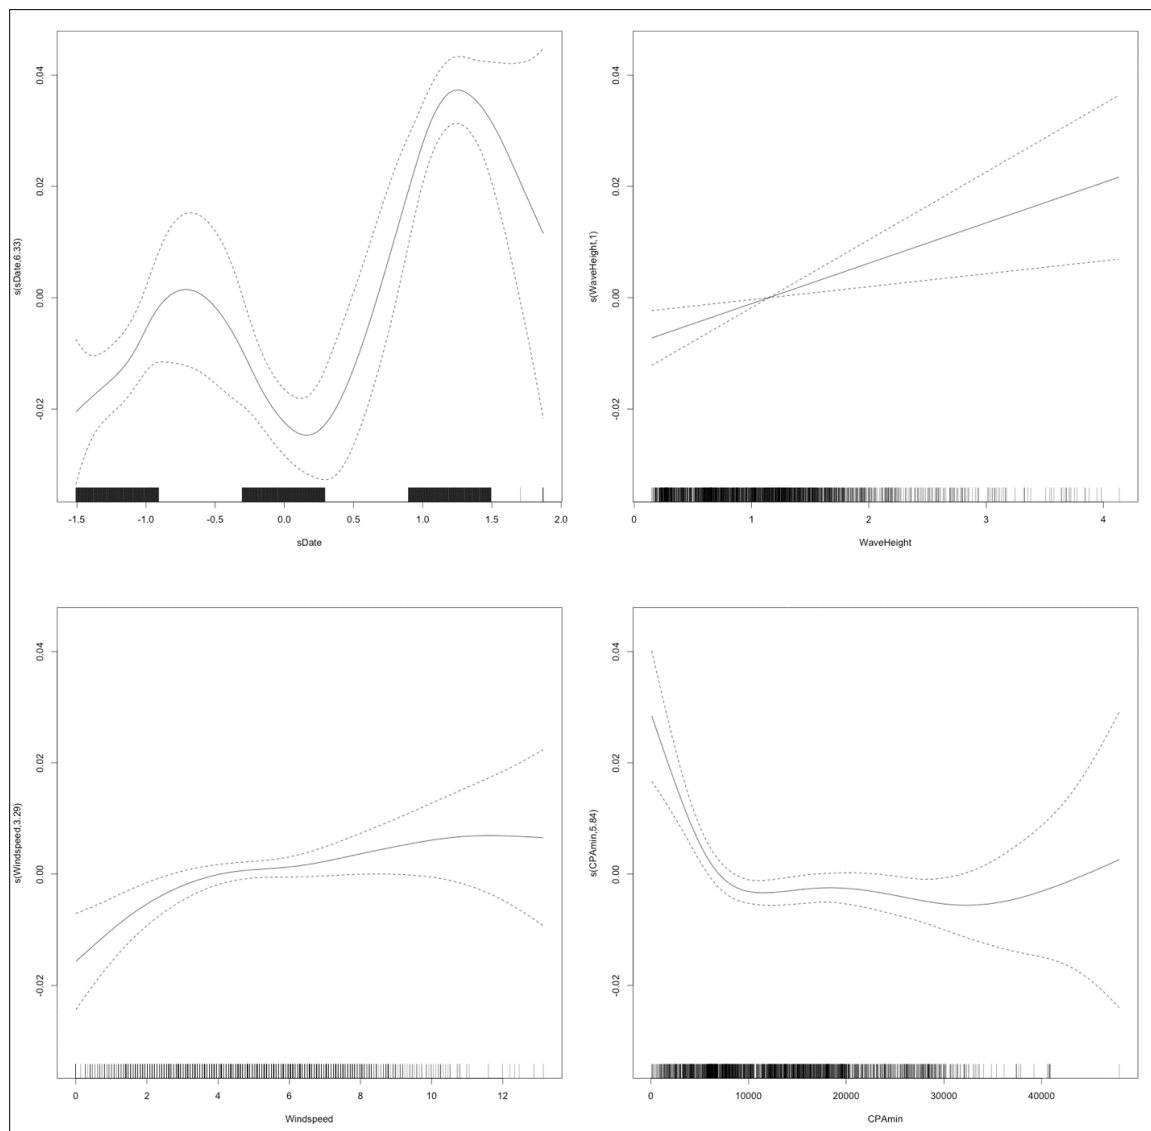 s(sDate,6.33)
0.04
0.02
0.00
-0.02
-1.5 -1.0 -0.5 0.0 0.5 1.0 1.5 2.0
sDate
s(WaveHeight,1)
0.04
0.02
0.00
-0.02
0 1 2 3 4
WaveHeight
s(Windspeed,3.29)
0.04
0.02
0.00
-0.02
0 2 4 6 8 10 12
Windspeed
s(CPAmin,5.84)
0.04
0.02
0.00
-0.02
0 10000 20000 30000 40000
CPAmin